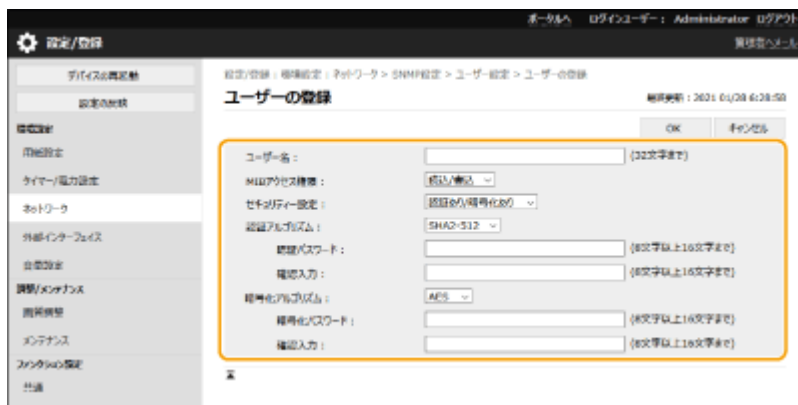 ポータルへ ログインユーザー： Administrator ログアウト
設定/登録 管理者へメール
デバイスの再起動
設定の反映
環境設定
用紙設定
タイマー/電力設定
ネットワーク
外部インターフェイス
音量設定
調整/メンテナンス
画質調整
メンテナンス
ファンクション設定
共通
設定/登録：環境設定：ネットワーク > SNMP設定 > ユーザー設定 > ユーザーの登録
ユーザーの登録 最終更新：2021 01/28 6:28:58
OK キャンセル
ユーザー名： (32文字まで)
MIBアクセス権限： 読込/書込
セキュリティー設定： 認証あり/暗号化あり
認証アルゴリズム： SHA2-512
認証パスワード： (6文字以上16文字まで)
確認入力： (6文字以上16文字まで)
暗号化アルゴリズム： AES
暗号化パスワード： (6文字以上16文字まで)
確認入力： (6文字以上16文字まで)